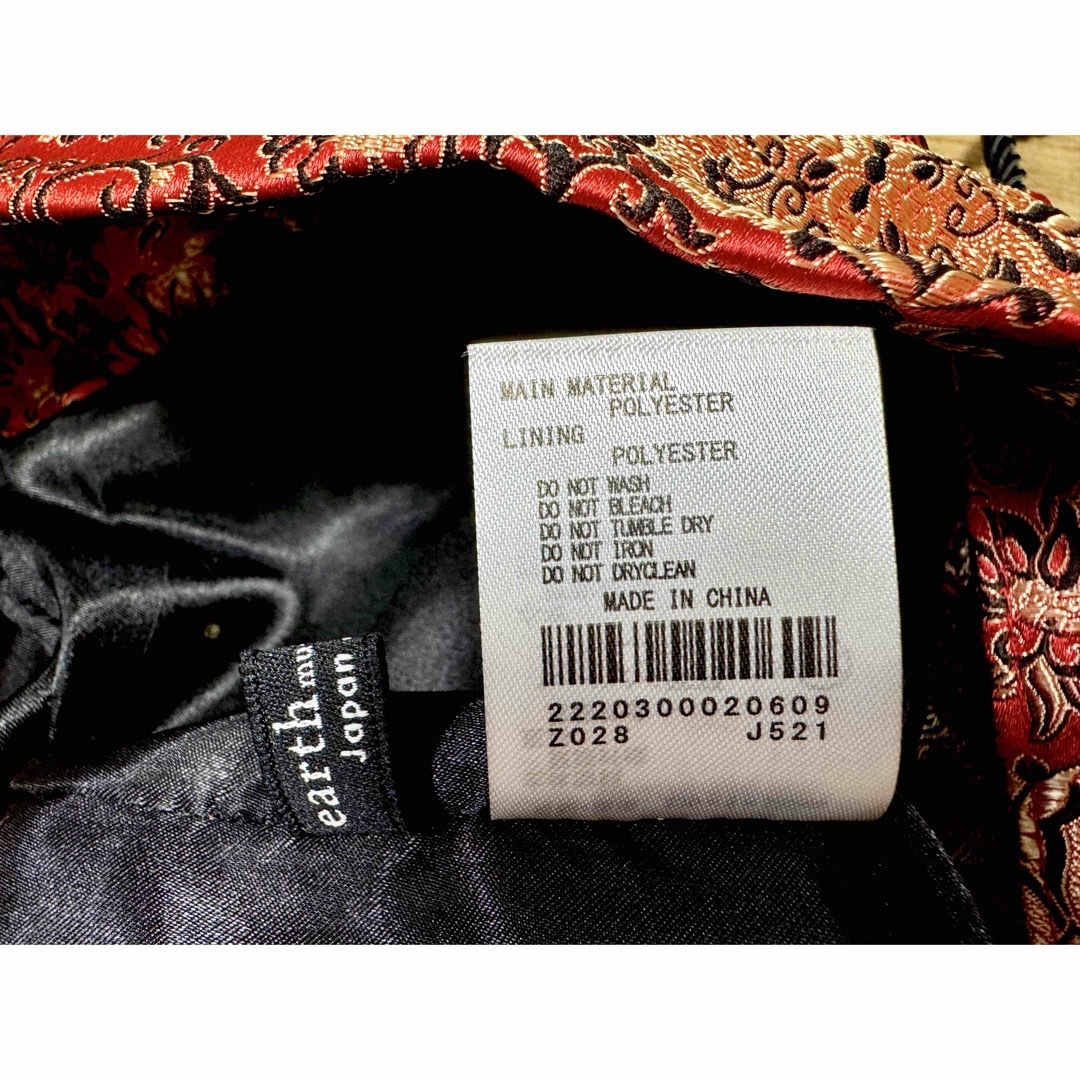 MAIN MATERIAL
POLYESTER
LINING
POLYESTER
DO NOT WASH
DO NOT BLEACH
DO NOT TUMBLE DRY
DO NOT IRON
DO NOT DRYCLEAN
MADE IN CHINA
2220300020609
Z028 J521
earth mu
Japan